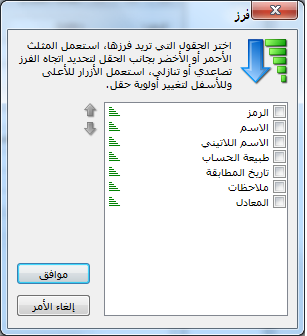 فرز
اختر الحقول التي تريد فرزها، استعمل المثلث
الأحمر أو الأخضر بجانب الحقل لتحديد اتجاه الفرز
تصاعدي أو تنازلي، استعمل الأزرار للأعلى
وللأسفل لتغيير أولوية حقل.
الرمز
الاسم
الاسم اللاتيني
طبيعة الحساب
تاريخ المطابقة
ملاحظات
المعادل
موافق
إلغاء الأمر